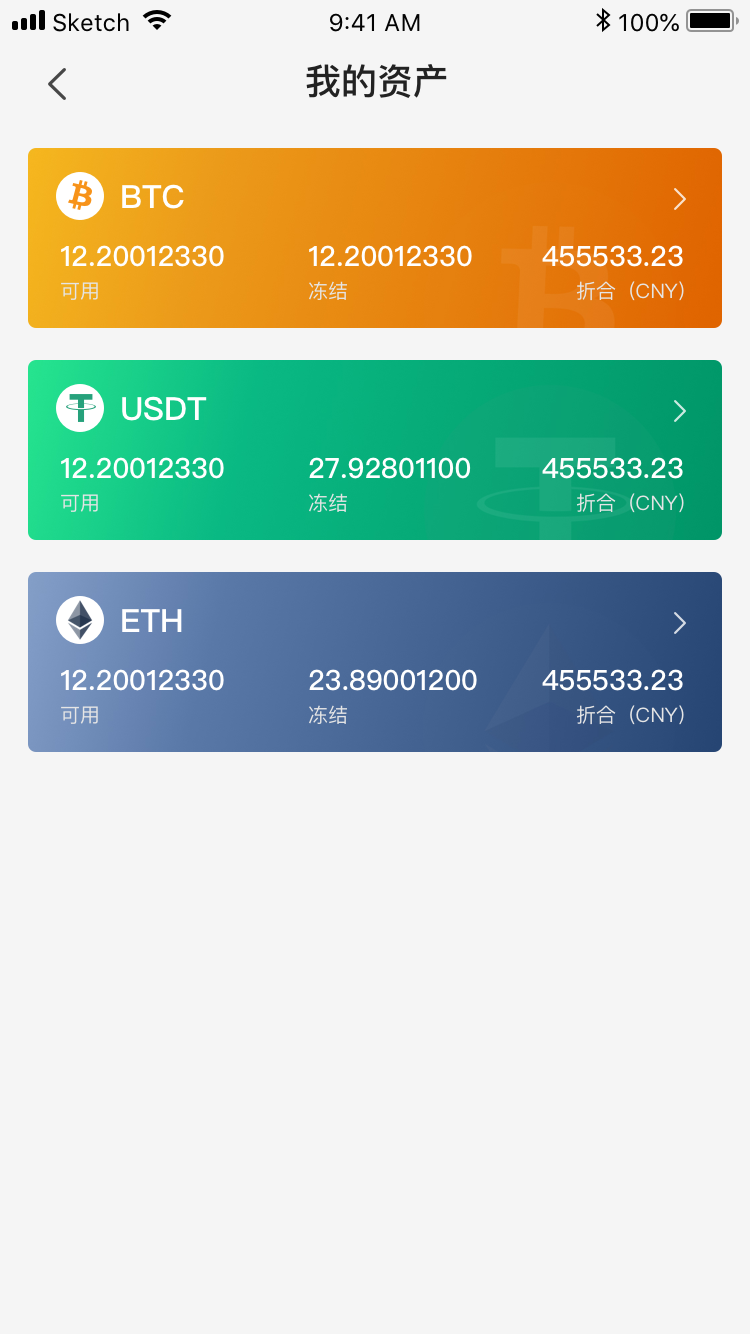 Sketch 9:41 AM 100%
我的资产
BTC
12.20012330 12.20012330 455533.23
可用 冻结 折合（CNY）
USDT
12.20012330 27.92801100 455533.23
可用 冻结 折合（CNY）
ETH
12.20012330 23.89001200 455533.23
可用 冻结 折合（CNY）